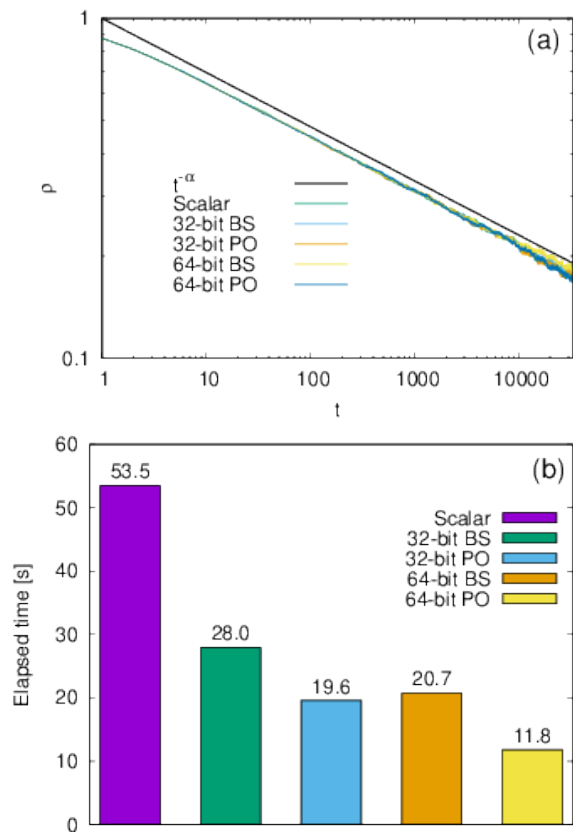 1
(a)
ρ
t^-α
Scalar
32-bit BS
32-bit PO
64-bit BS
64-bit PO
0.1
1 10 100 1000 10000
t
60
(b)
53.5
50
Scalar
32-bit BS
32-bit PO
64-bit BS
64-bit PO
40
Elapsed time [s]
30
28.0
20
19.6
20.7
11.8
10
0